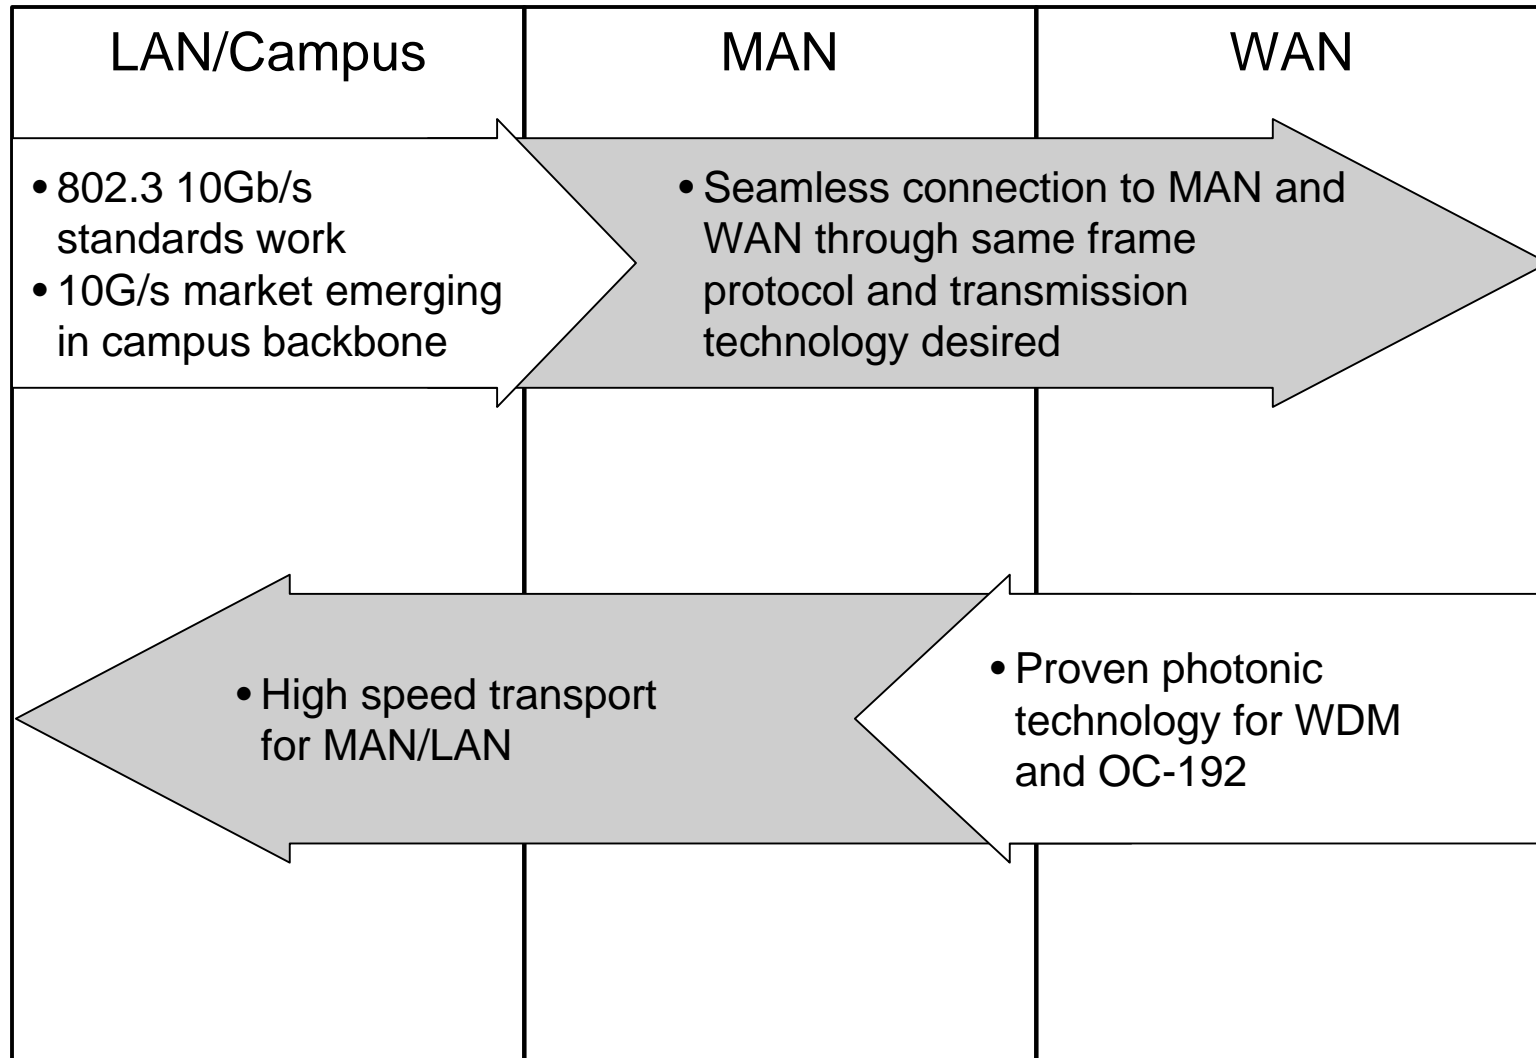 LAN/Campus
MAN
WAN
• 802.3 10Gb/s
standards work
• 10G/s market emerging
in campus backbone
• Seamless connection to MAN and
WAN through same frame
protocol and transmission
technology desired
• High speed transport
for MAN/LAN
• Proven photonic
technology for WDM
and OC-192